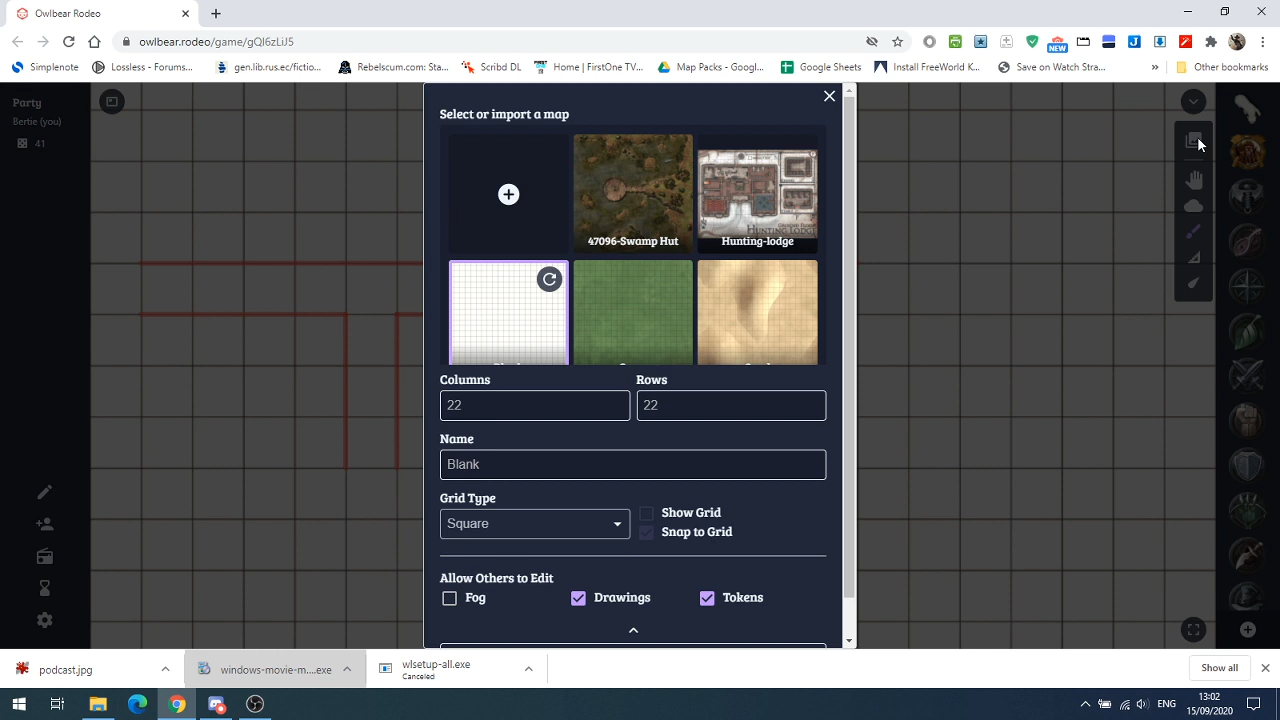 Owlbear Rodeo
owlbear.rodeo/game/gQl6zLiJ5
NEW
Simplenote
Lossless - Forums...
gen.lib.rus.ec/fictio...
Rebelscum.com: Sta...
Scribd DL
Home | FirstOne TV...
Map Packs - Googl...
Google Sheets
Install FreeWorld K...
Save on Watch Stra...
»
Other bookmarks
Party
Bertie (you)
41
Select or import a map
47096-Swamp Hut
Hunting-lodge
Columns
Rows
22
22
Name
Blank
Grid Type
Square
Show Grid
Snap to Grid
Allow Others to Edit
Fog
Drawings
Tokens
podcast.jpg
windows-movie-m....exe
wlsetup-all.exe
Canceled
Show all
ENG
13:02
15/09/2020